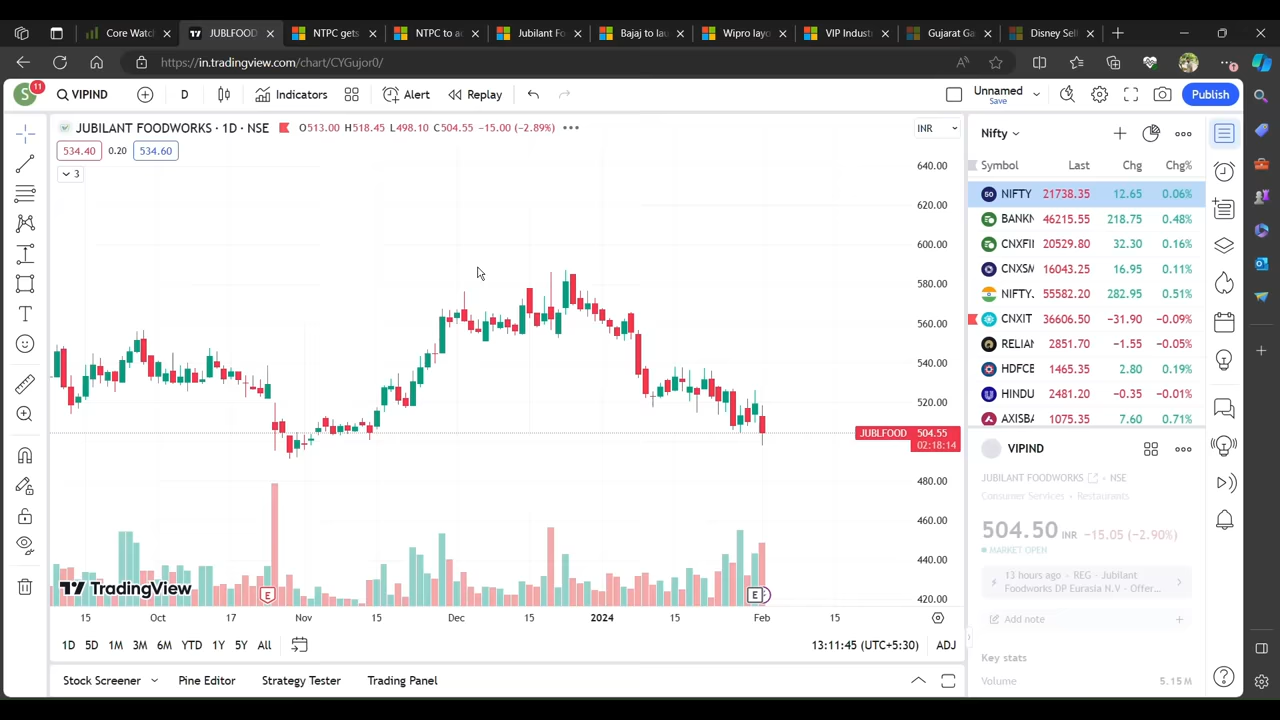 Core Watch
JUBLFOOD
NTPC gets
NTPC to ac
Jubilant Fo
Bajaj to lau
Wipro layo
VIP Indust
Gujarat Ga
Disney Sell
https://in.tradingview.com/chart/CYGujor0/
S
11
VIPIND
D
Indicators
Alert
Replay
Unnamed
Save
Publish
JUBILANT FOODWORKS · 1D · NSE
O513.00 H518.45 L498.10 C504.55 −15.00 (−2.89%)
INR
534.40
0.20
534.60
3
640.00
620.00
600.00
580.00
560.00
540.00
520.00
JUBLFOOD
504.55
02:18:14
480.00
460.00
440.00
420.00
TradingView
E
E
15
Oct
17
Nov
15
Dec
15
2024
15
Feb
15
1D
5D
1M
3M
6M
YTD
1Y
5Y
All
13:11:45 (UTC+5:30)
ADJ
Stock Screener
Pine Editor
Strategy Tester
Trading Panel
Nifty
Symbol Last Chg Chg%
50 NIFTY 21738.35 12.65 0.06%
BANKN 46215.55 218.75 0.48%
CNXFI 20529.80 32.30 0.16%
CNXSM 16043.25 16.95 0.11%
NIFTY. 55582.20 282.95 0.51%
CNXIT 36606.50 −31.90 −0.09%
RELIAN 2851.70 −1.55 −0.05%
HDFCB 1465.35 2.80 0.19%
HINDU 2481.20 −0.35 −0.01%
AXISBA 1075.35 7.60 0.71%
VIPIND
JUBILANT FOODWORKS · NSE
Consumer Services • Restaurants
504.50 INR −15.05 (−2.90%)
MARKET OPEN
13 hours ago · REG - Jubilant
Foodworks DP Eurasia N.V - Offer...
Add note
Key stats
Volume 5.15M